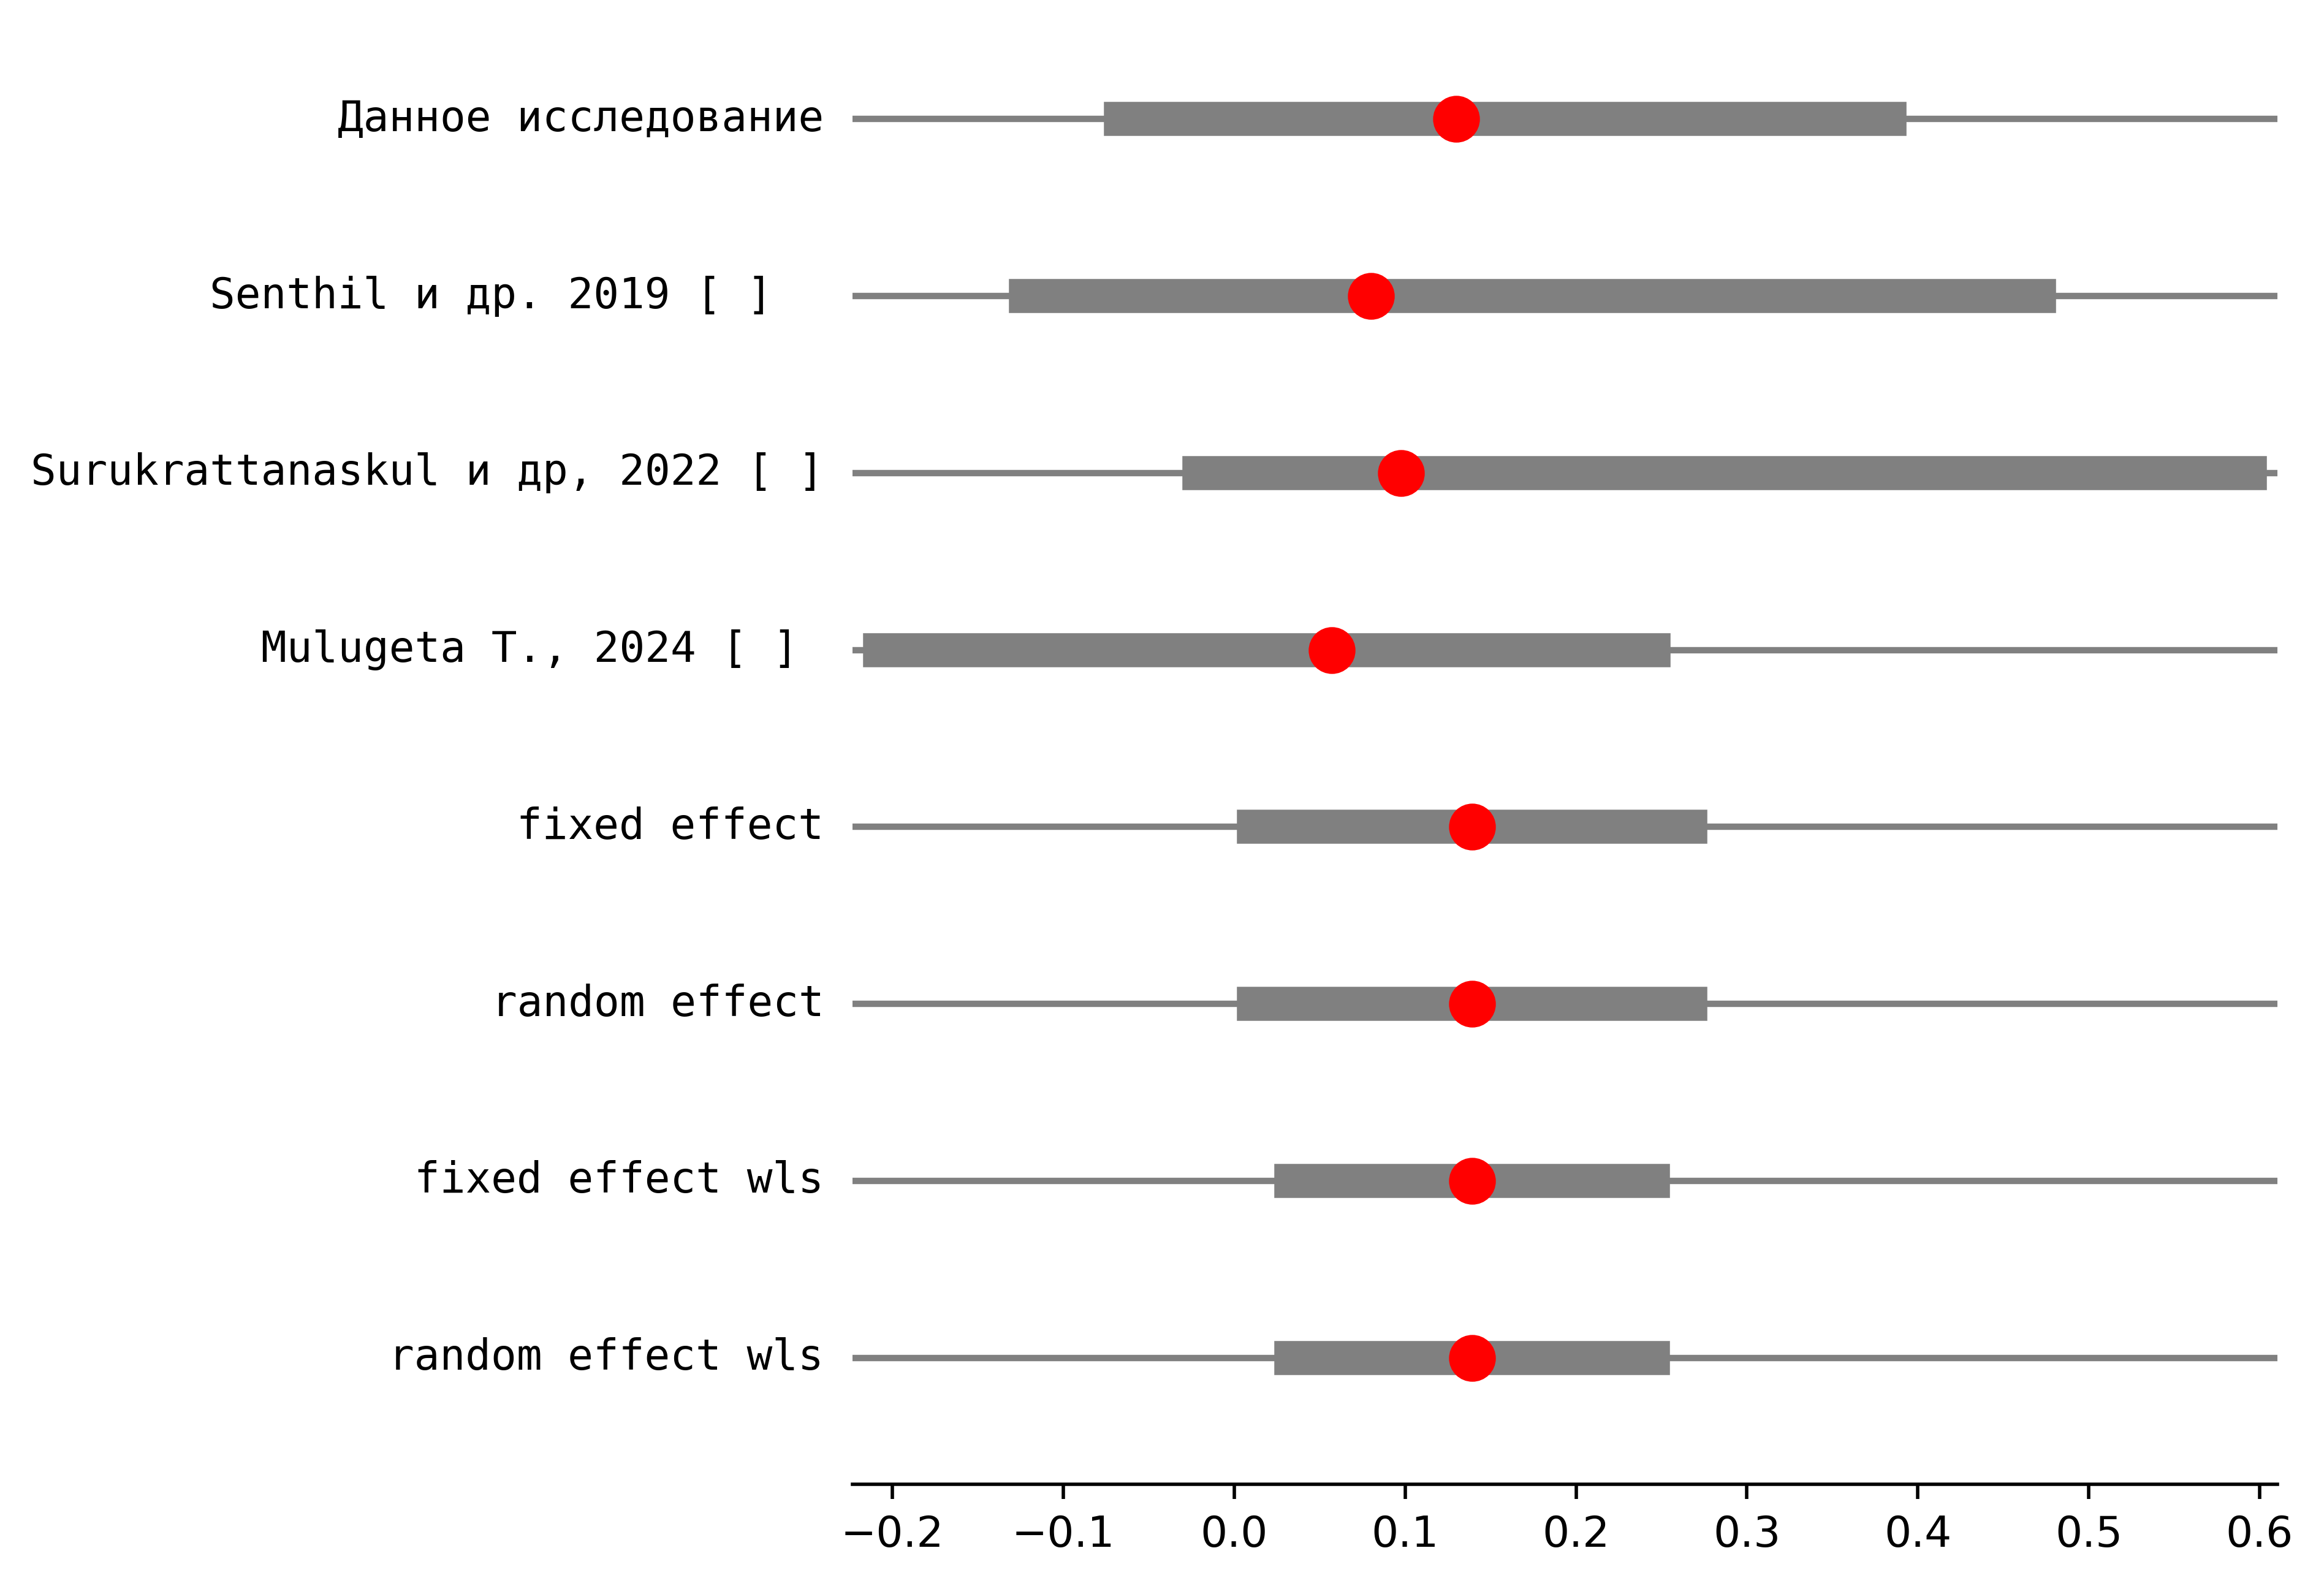 Данное исследование
Senthil и др. 2019 [ ]
Surukrattanaskul и др, 2022 [ ]
Mulugeta T., 2024 [ ]
fixed effect
random effect
fixed effect wls
random effect wls
−0.2 −0.1 0.0 0.1 0.2 0.3 0.4 0.5 0.6